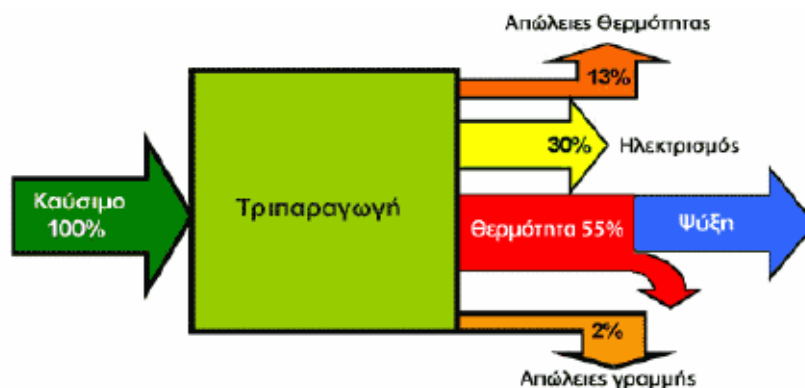 Απώλειες Θερμότητας
13%
30%
Ηλεκτρισμός
Καύσιμο
100%
Τριπαραγωγή
Θερμότητα 55%
Ψύξη
2%
Απώλειες γραμμής